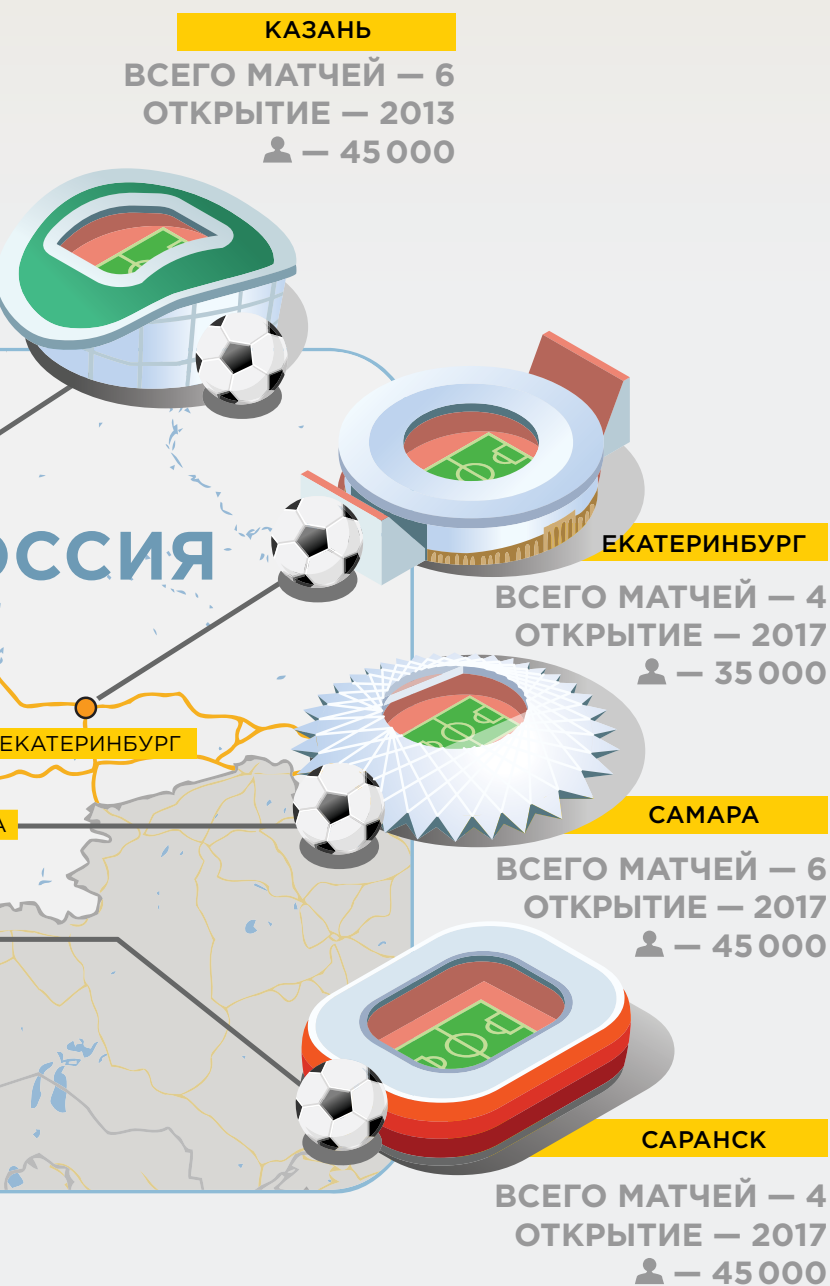 КАЗАНЬ
ВСЕГО МАТЧЕЙ — 6
ОТКРЫТИЕ — 2013
— 45 000
ОССИЯ
ЕКАТЕРИНБУРГ
ВСЕГО МАТЧЕЙ — 4
ОТКРЫТИЕ — 2017
— 35 000
ЕКАТЕРИНБУРГ
А
САМАРА
ВСЕГО МАТЧЕЙ — 6
ОТКРЫТИЕ — 2017
— 45 000
САРАНСК
ВСЕГО МАТЧЕЙ — 4
ОТКРЫТИЕ — 2017
— 45 000